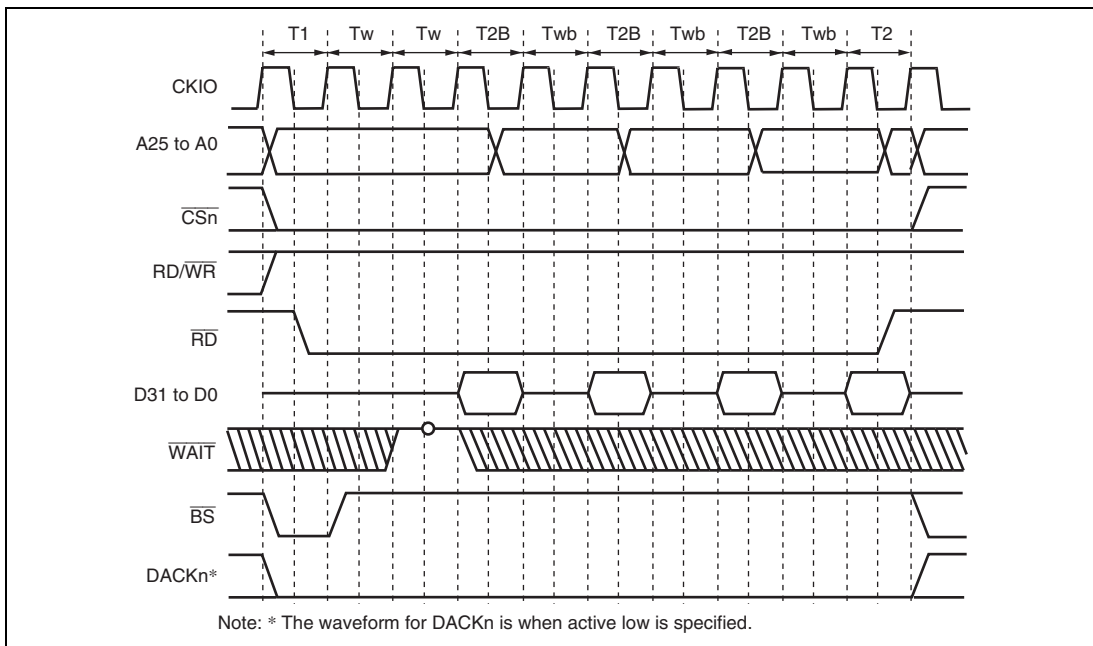 T1 Tw Tw T2B Twb T2B Twb T2B Twb T2
CKIO
A25 to A0
CSn
RD/WR
RD
D31 to D0
WAIT
BS
DACKn*
Note: * The waveform for DACKn is when active low is specified.